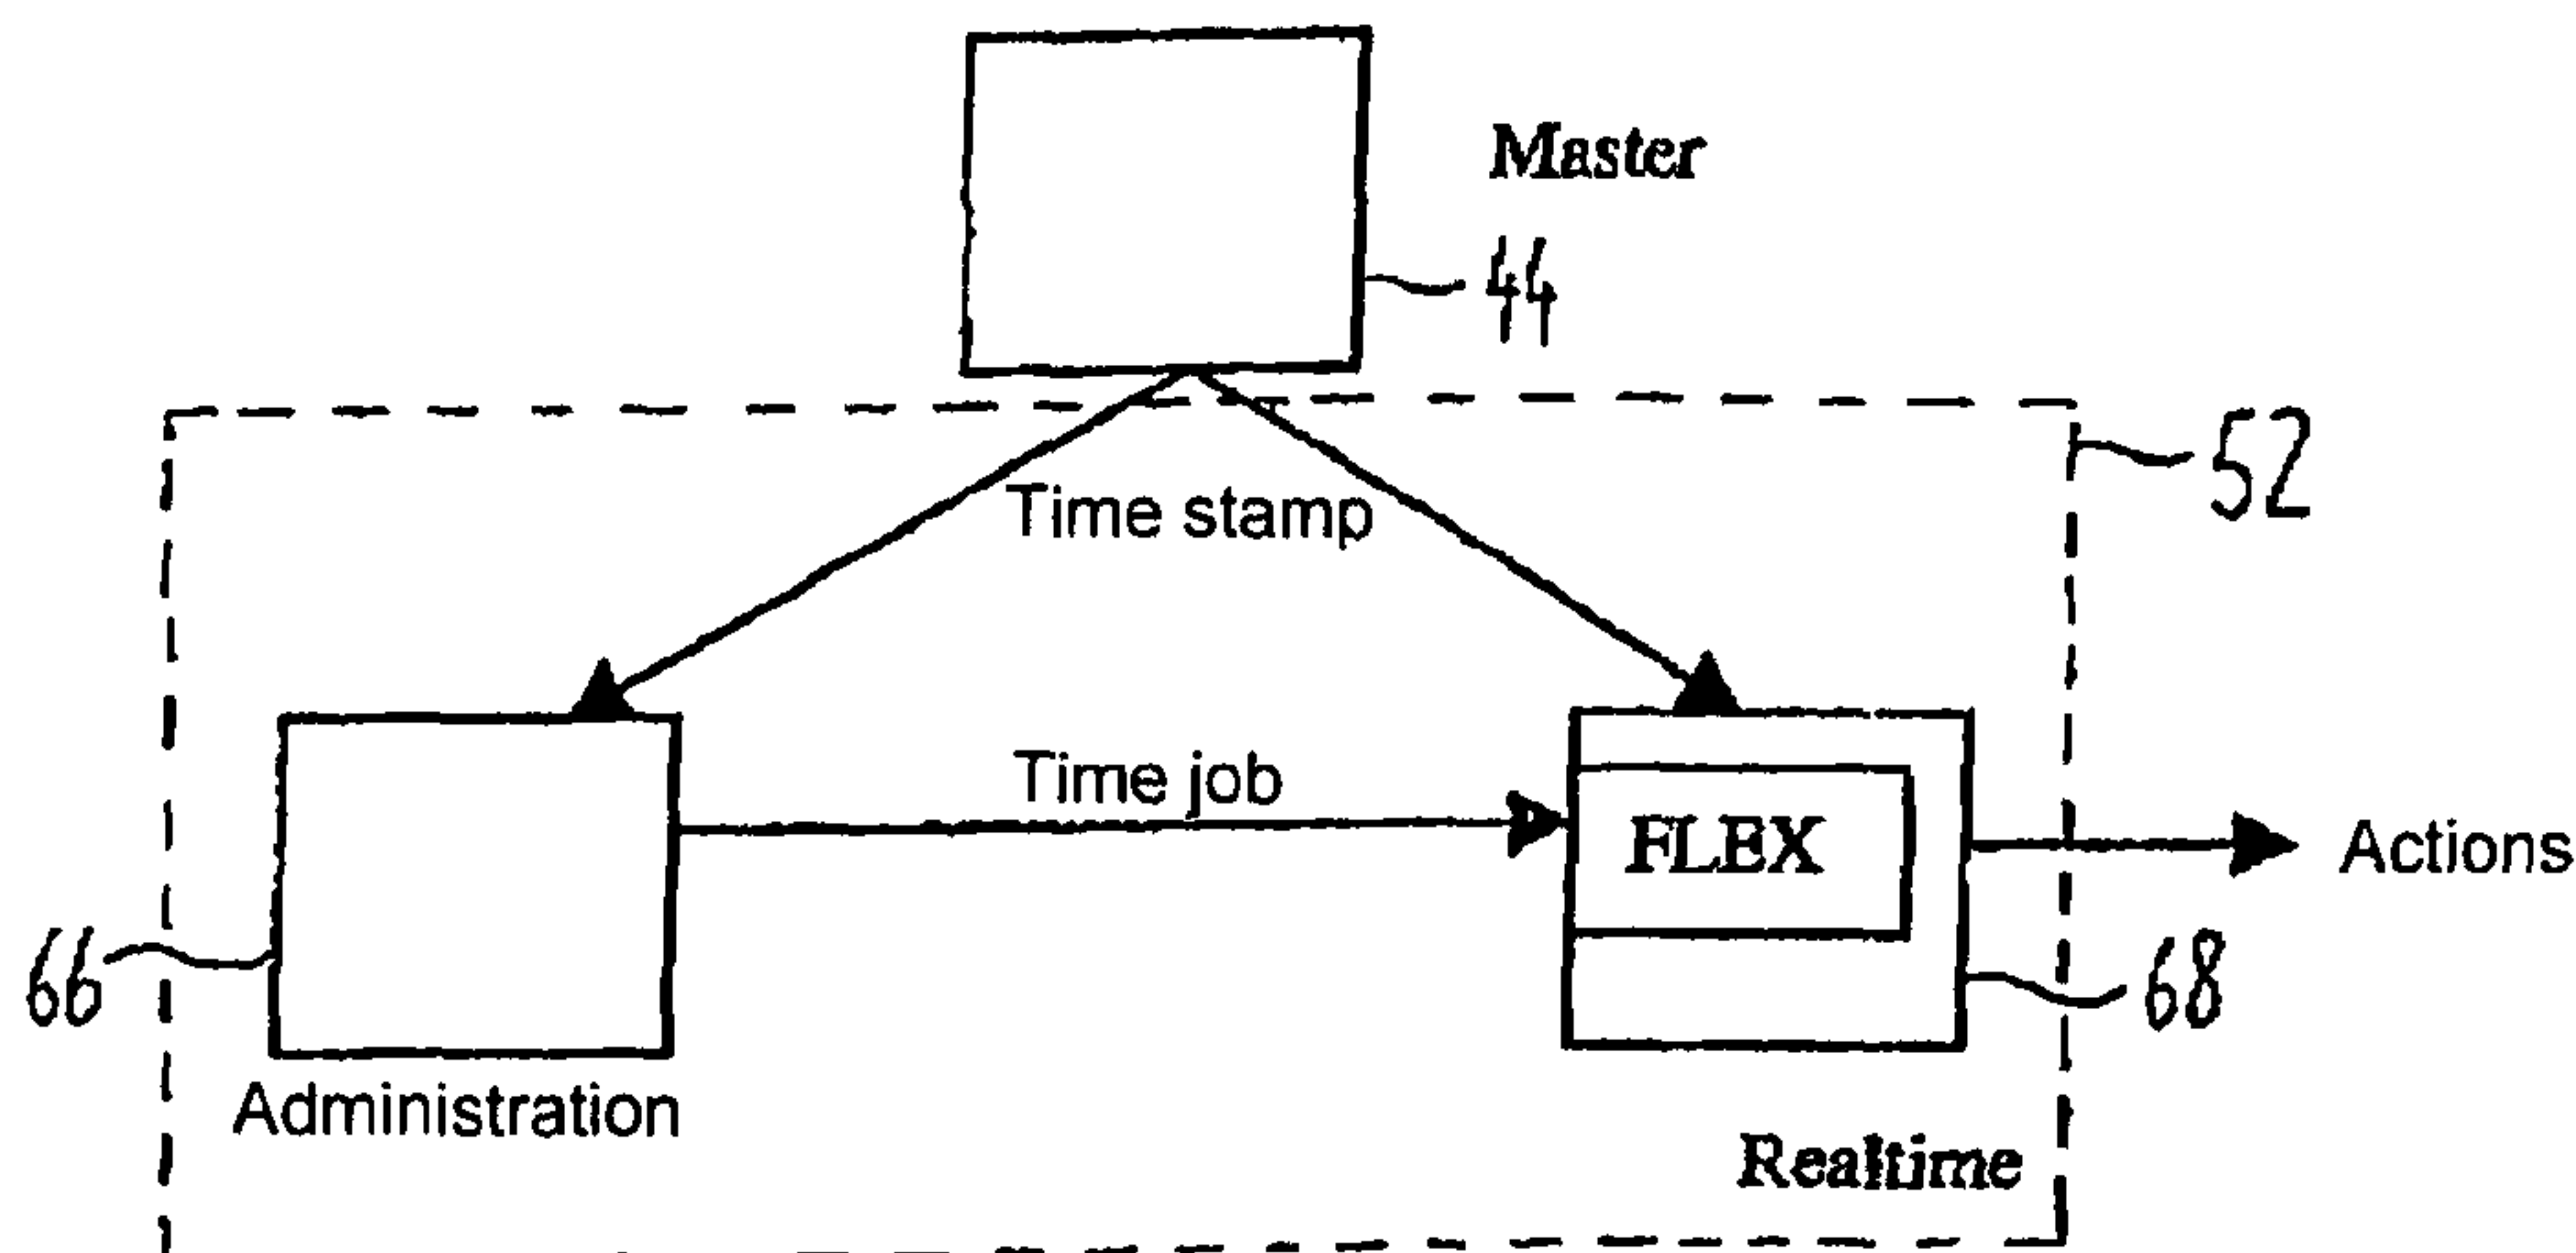 Master
44
52
Time stamp
Time job
FLEX
Actions
66
68
Administration
Realtime